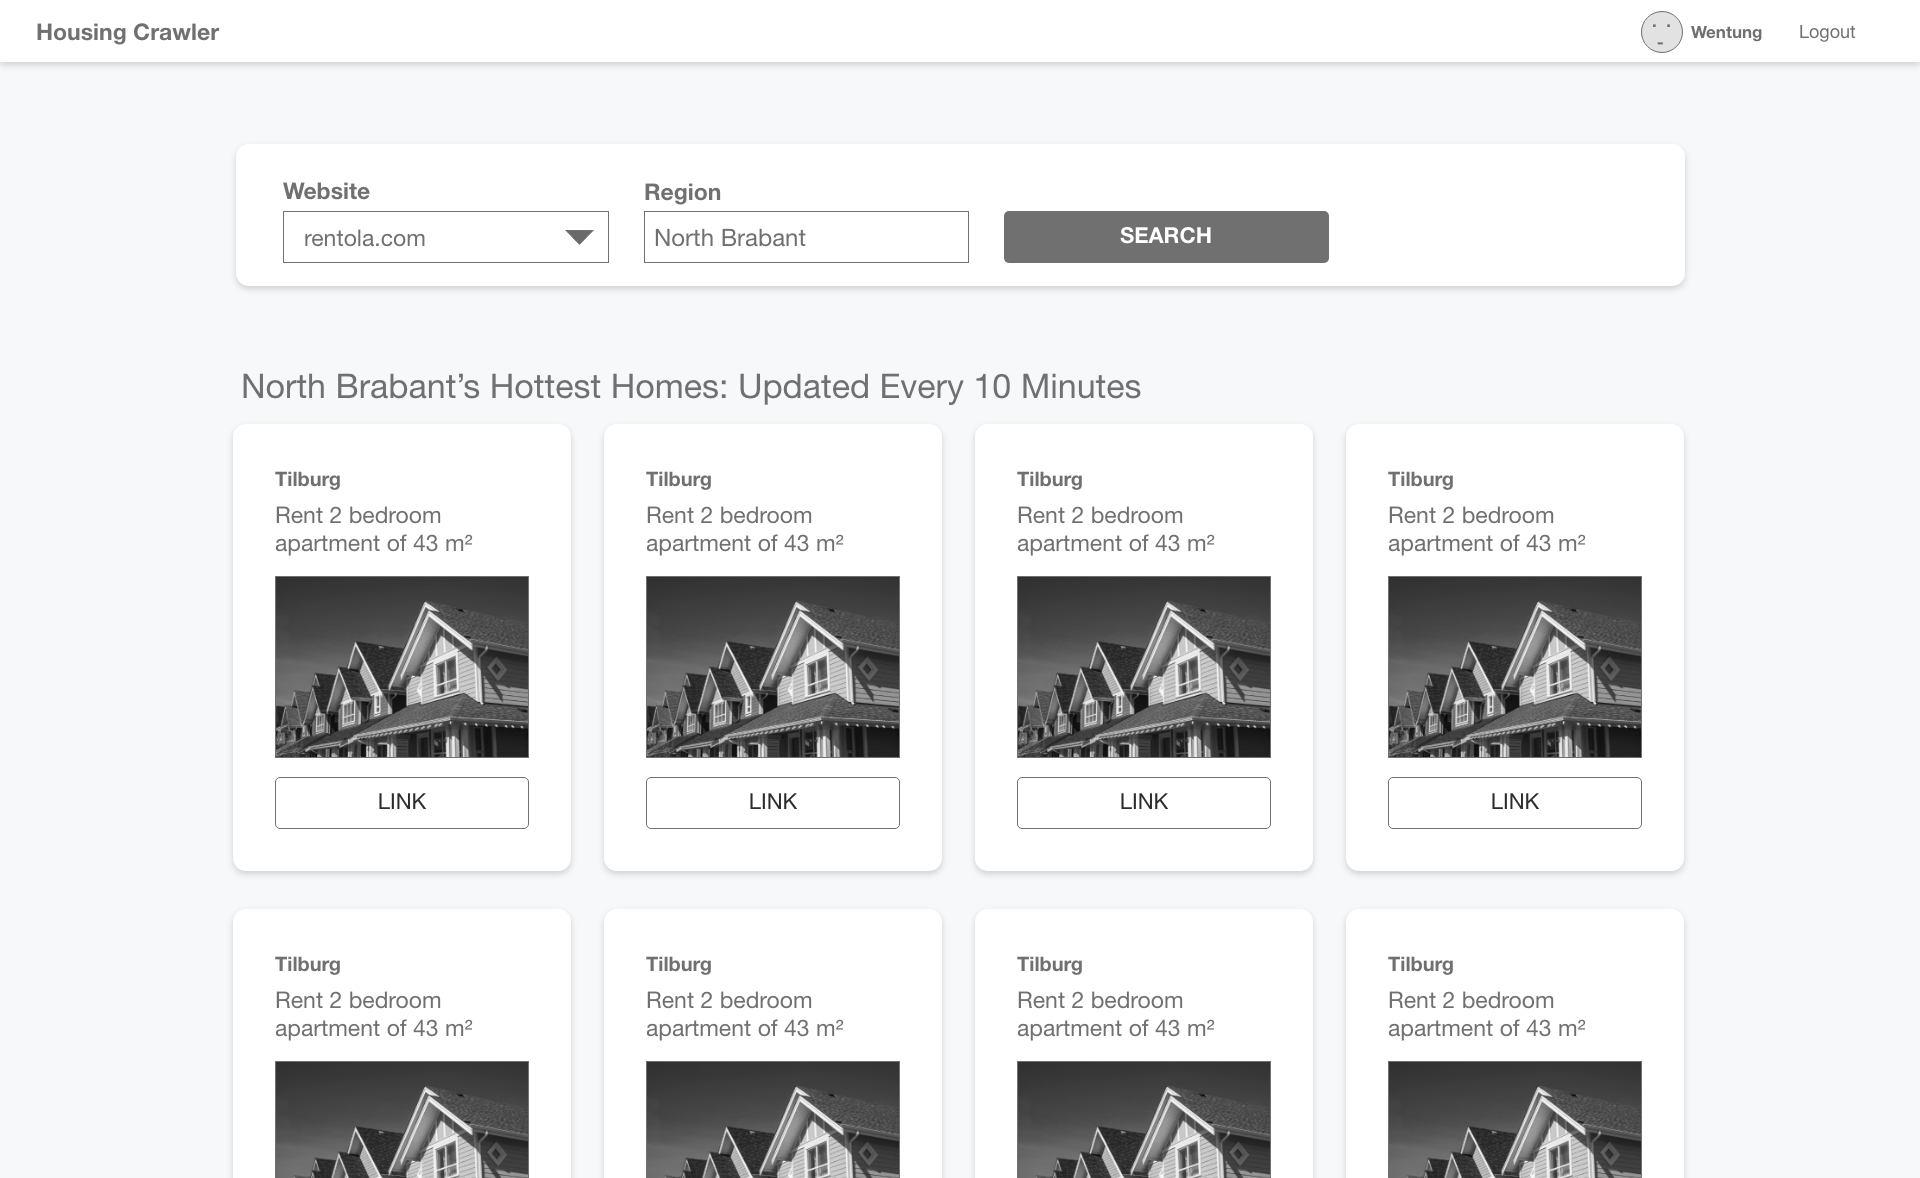 Housing Crawler
Wentung
Logout
Website
Region
rentola.com
North Brabant
SEARCH
North Brabant’s Hottest Homes: Updated Every 10 Minutes
Tilburg
Rent 2 bedroom
apartment of 43 m²
LINK
Tilburg
Rent 2 bedroom
apartment of 43 m²
LINK
Tilburg
Rent 2 bedroom
apartment of 43 m²
LINK
Tilburg
Rent 2 bedroom
apartment of 43 m²
LINK
Tilburg
Rent 2 bedroom
apartment of 43 m²
Tilburg
Rent 2 bedroom
apartment of 43 m²
Tilburg
Rent 2 bedroom
apartment of 43 m²
Tilburg
Rent 2 bedroom
apartment of 43 m²